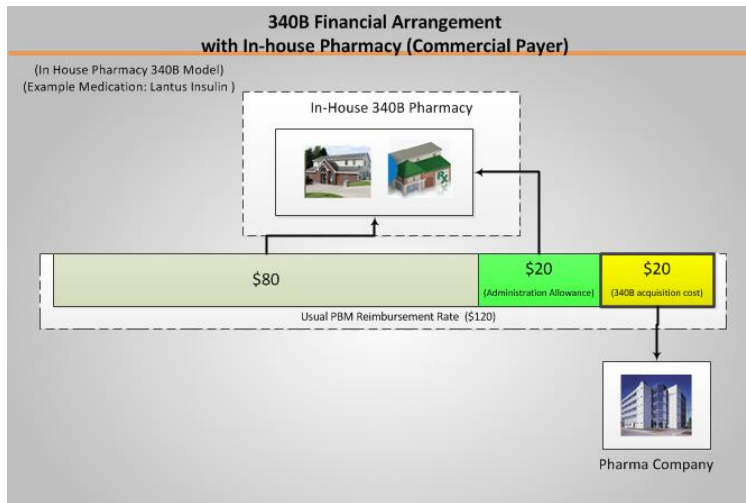 340B Financial Arrangement
with In-house Pharmacy (Commercial Payer)
(In House Pharmacy 340B Model)
(Example Medication: Lantus Insulin )
In-House 340B Pharmacy
RX
$80
$20
(Administration Allowance)
$20
(340B acquisition cost)
Usual PBM Reimbursement Rate ($120)
Pharma Company